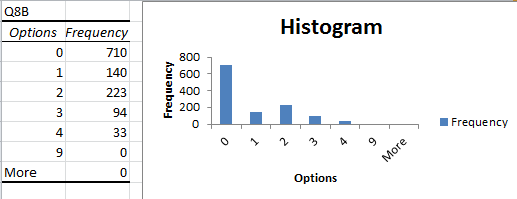 Q8B
Options Frequency
0 710
1 140
2 223
3 94
4 33
9 0
More 0
Histogram
Frequency
800
600
400
200
0
0 1 2 3 4 9 More
Options
Frequency